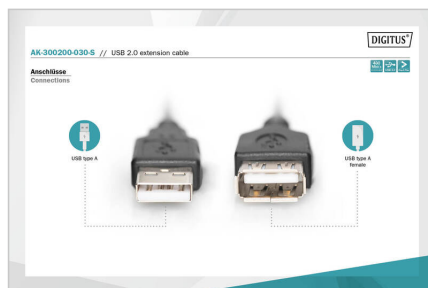 DIGITUS®
AK-300200-030-S // USB 2.0 extension cable
Anschlüsse
Connections
USB type A
USB type A
female